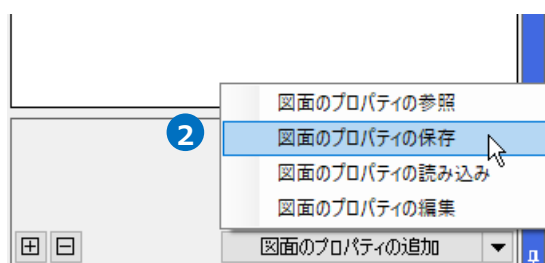 図面のプロパティの参照
2
図面のプロパティの保存
図面のプロパティの読み込み
図面のプロパティの編集
図面のプロパティの追加